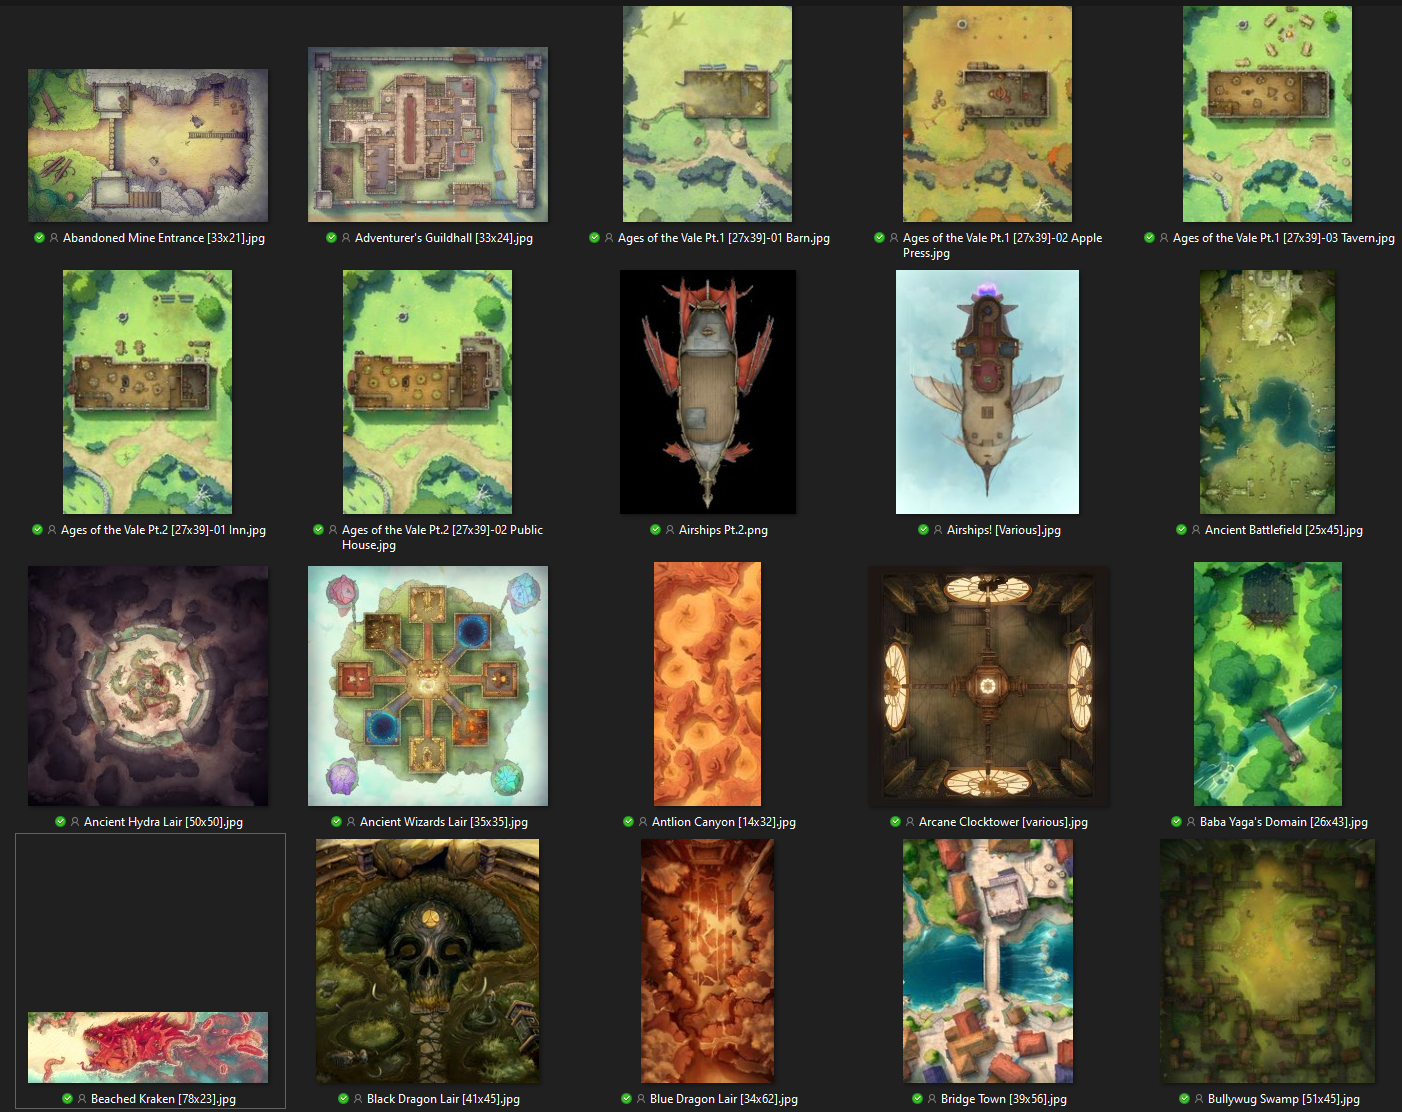 Abandoned Mine Entrance [33x21].jpg
Adventurer's Guildhall [33x24].jpg
Ages of the Vale Pt.1 [27x39]-01 Barn.jpg
Ages of the Vale Pt.1 [27x39]-02 Apple
Press.jpg
Ages of the Vale Pt.1 [27x39]-03 Tavern.jpg
Ages of the Vale Pt.2 [27x39]-01 Inn.jpg
Ages of the Vale Pt.2 [27x39]-02 Public
House.jpg
Airships Pt.2.png
Airships! [Various].jpg
Ancient Battlefield [25x45].jpg
Ancient Hydra Lair [50x50].jpg
Ancient Wizards Lair [35x35].jpg
Antlion Canyon [14x32].jpg
Arcane Clocktower [various].jpg
Baba Yaga's Domain [26x43].jpg
Beached Kraken [78x23].jpg
Black Dragon Lair [41x45].jpg
Blue Dragon Lair [34x62].jpg
Bridge Town [39x56].jpg
Bullywug Swamp [51x45].jpg